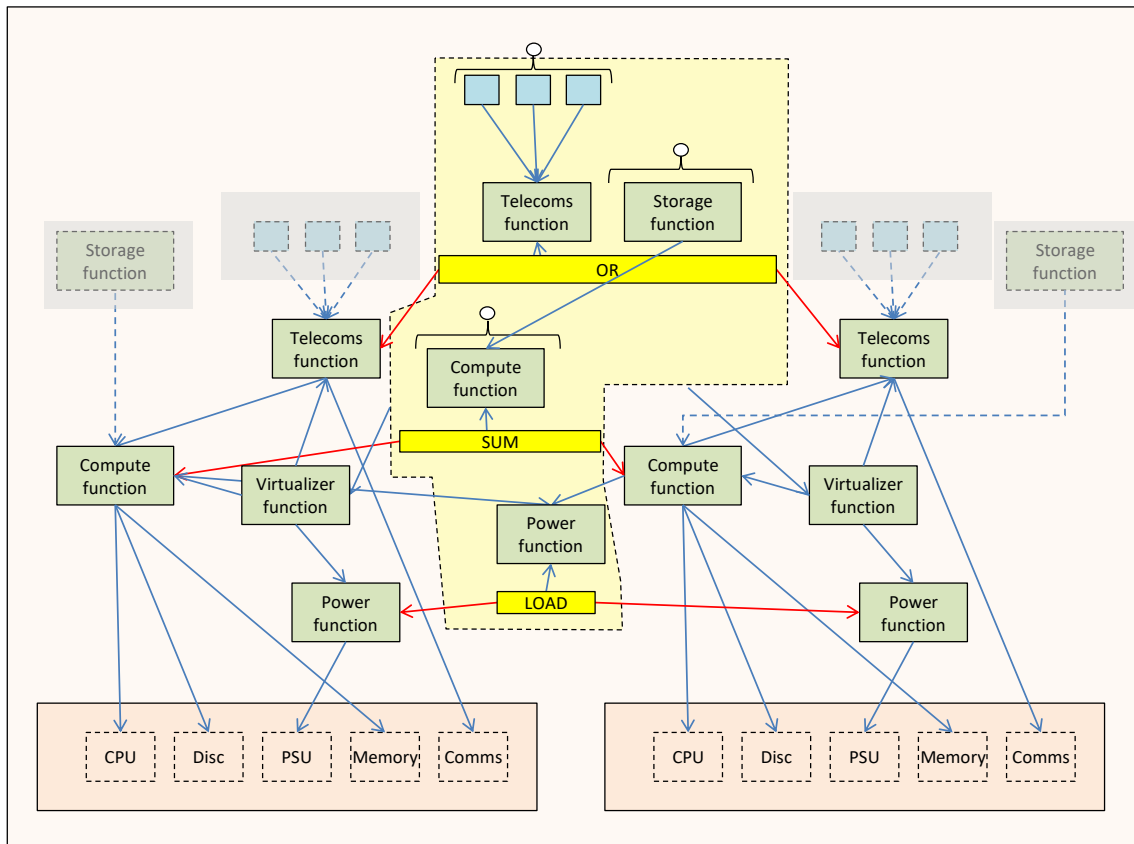 Telecoms
function
Storage
function
Storage
function
Storage
function
OR
Telecoms
function
Compute
function
Telecoms
function
SUM
Compute
function
Virtualizer
function
Compute
function
Virtualizer
function
Power
function
Power
function
LOAD
Power
function
CPU
Disc
PSU
Memory
Comms
CPU
Disc
PSU
Memory
Comms